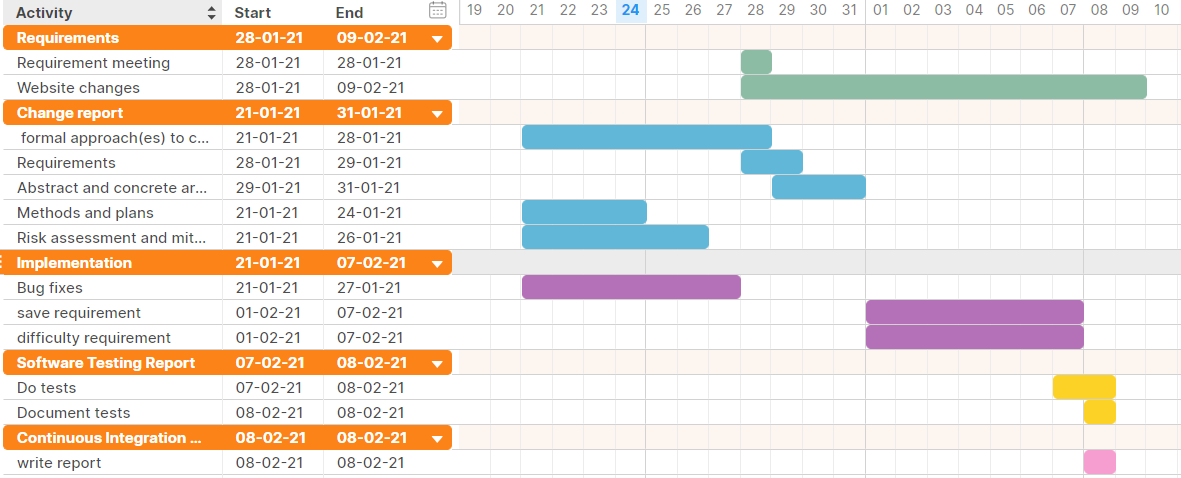 Activity Start End 19 20 21 22 23 24 25 26 27 28 29 30 31 01 02 03 04 05 06 07 08 09 10
Requirements 28-01-21 09-02-21
Requirement meeting 28-01-21 28-01-21
Website changes 28-01-21 09-02-21
Change report 21-01-21 31-01-21
formal approach(es) to c... 21-01-21 28-01-21
Requirements 28-01-21 29-01-21
Abstract and concrete ar... 29-01-21 31-01-21
Methods and plans 21-01-21 24-01-21
Risk assessment and mit... 21-01-21 26-01-21
Implementation 21-01-21 07-02-21
Bug fixes 21-01-21 27-01-21
save requirement 01-02-21 07-02-21
difficulty requirement 01-02-21 07-02-21
Software Testing Report 07-02-21 08-02-21
Do tests 07-02-21 08-02-21
Document tests 08-02-21 08-02-21
Continuous Integration ... 08-02-21 08-02-21
write report 08-02-21 08-02-21